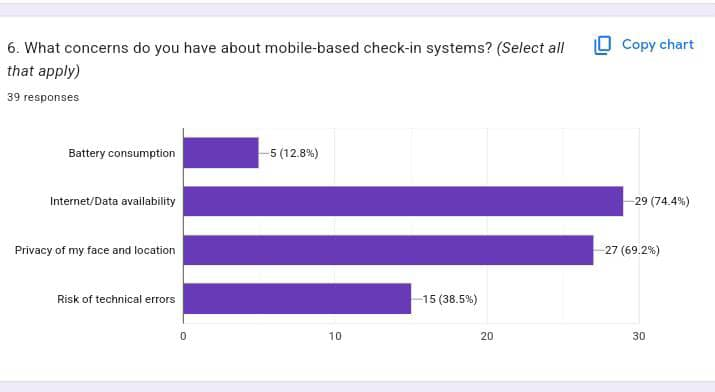 6. What concerns do you have about mobile-based check-in systems? (Select all
that apply)
Copy chart
39 responses
Battery consumption
5 (12.8%)
Internet/Data availability
29 (74.4%)
Privacy of my face and location
27 (69.2%)
Risk of technical errors
15 (38.5%)
0
10
20
30